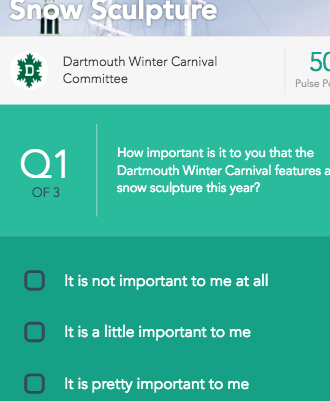 Snow Sculpture
D
Dartmouth Winter Carnival
Committee
50
Pulse P
Q1
OF 3
How important is it to you that the
Dartmouth Winter Carnival features a
snow sculpture this year?
It is not important to me at all
It is a little important to me
It is pretty important to me